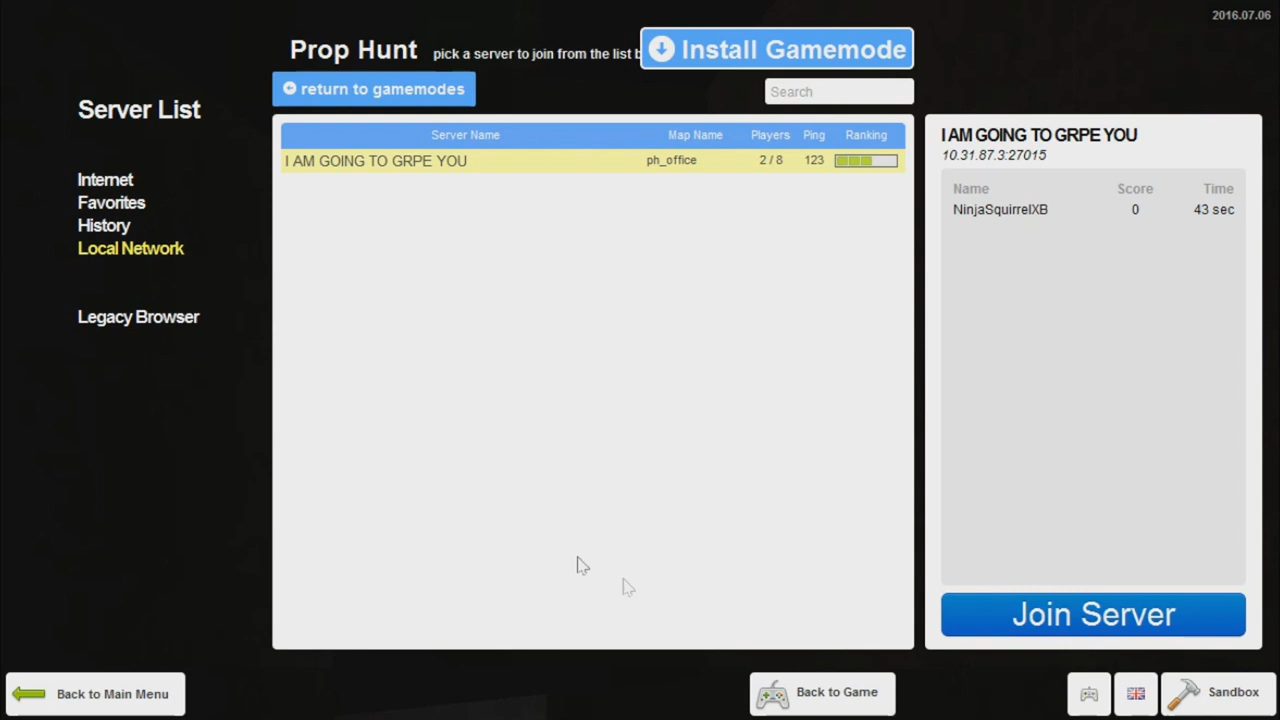 2016.07.06
Prop Hunt pick a server to join from the list b
Install Gamemode
return to gamemodes
Search
Server List
Internet
Favorites
History
Local Network
Legacy Browser
Server Name Map Name Players Ping Ranking
I AM GOING TO GRPE YOU ph_office 2 / 8 123
I AM GOING TO GRPE YOU
10.31.87.3:27015
Name Score Time
NinjaSquirrelXB 0 43 sec
Join Server
Back to Main Menu
Back to Game
Sandbox